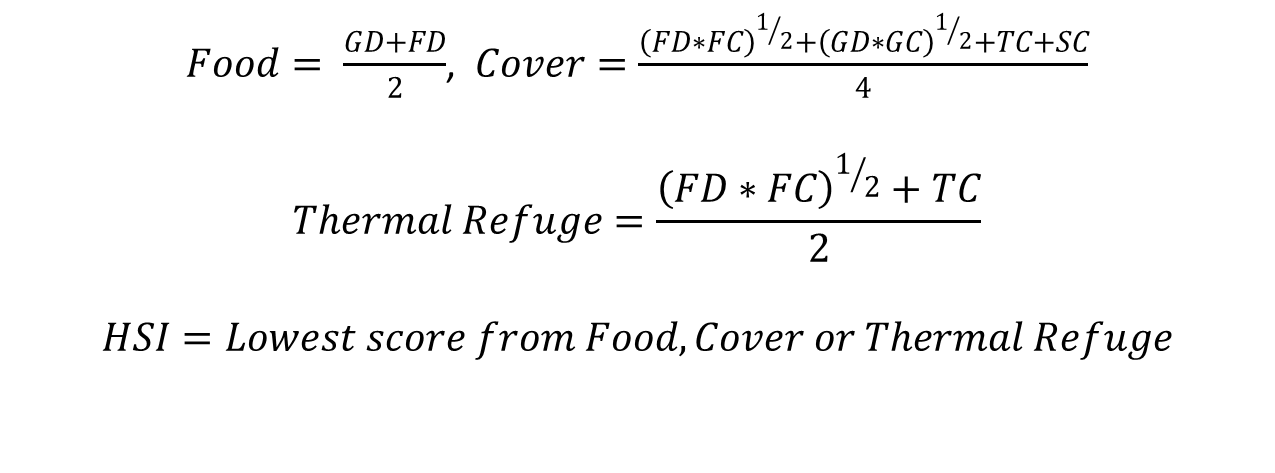 Food = GD+FD/2, Cover = (FD*FC)^1/2+(GD*GC)^1/2+TC+SC/4
Thermal Refuge = (FD * FC)^1/2 + TC/2
HSI = Lowest score from Food, Cover or Thermal Refuge